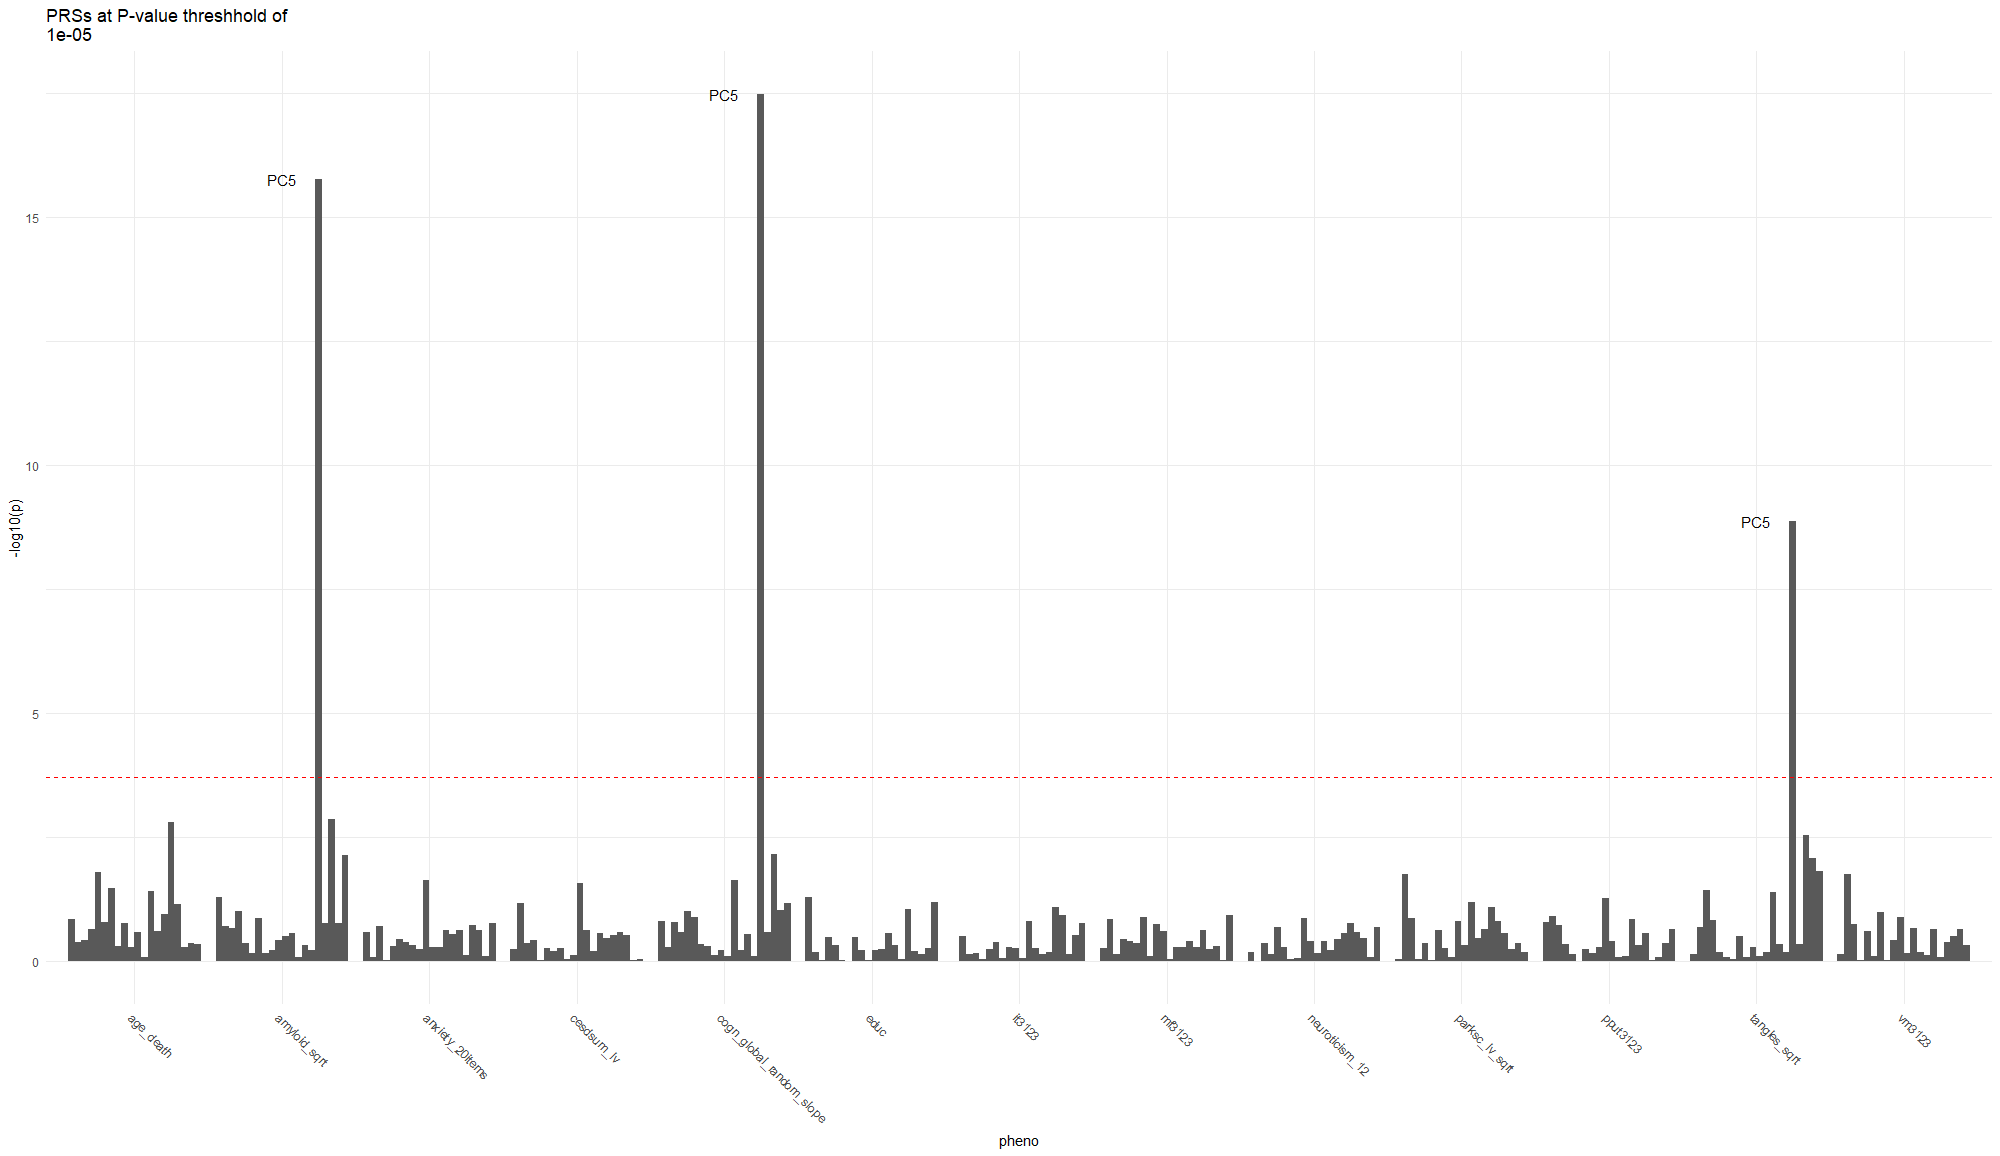 PRSs at P-value threshhold of
1e-05
PC5
PC5
15
10
PC5
-log10(p)
5
0
age_death
amyloid_sqrt
anxiety_20items
cesdsum_lv
cogn_global_random_slope
educ
it3123
mf3123
neuroticism_12
parksc_lv_sqrt
pput3123
tangles_sqrt
vm3123
pheno